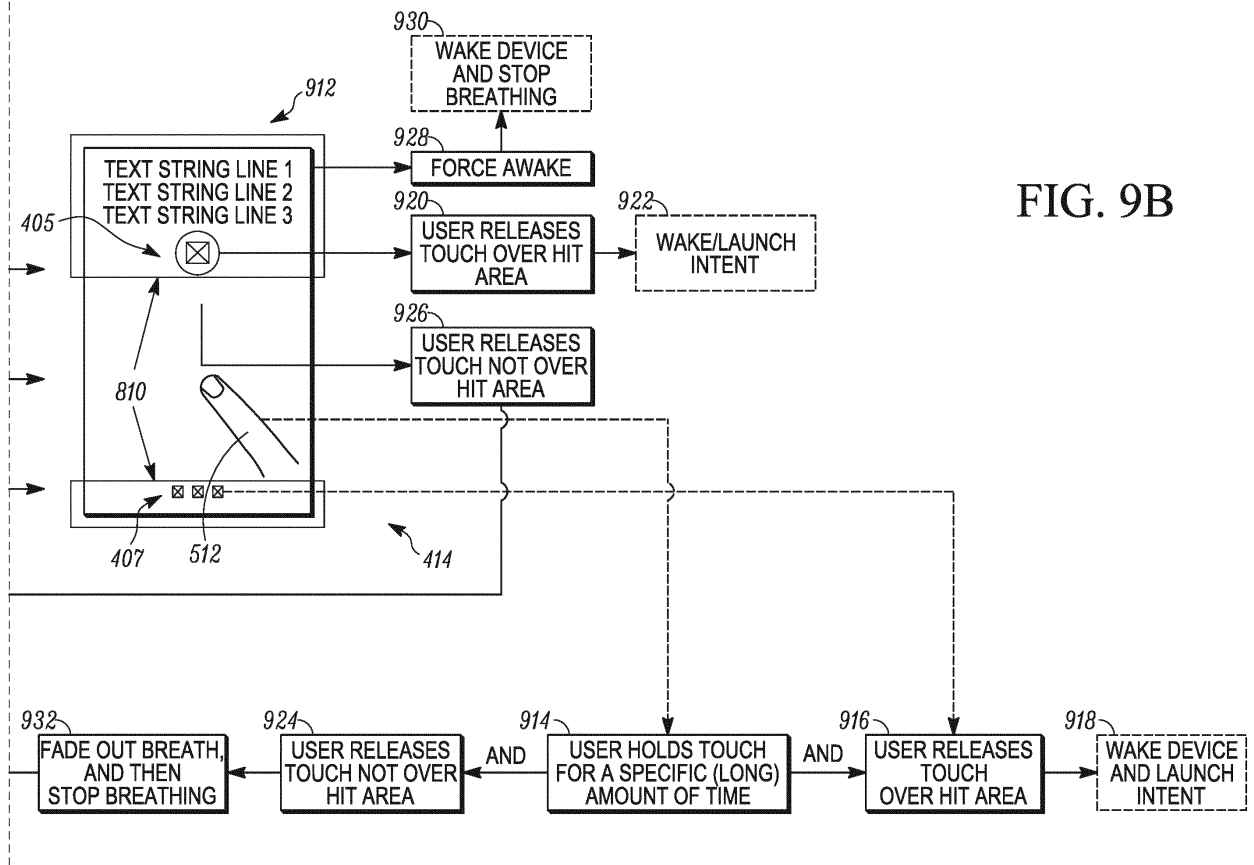 930
WAKE DEVICE
AND STOP
BREATHING
912
928
FORCE AWAKE
TEXT STRING LINE 1
TEXT STRING LINE 2
TEXT STRING LINE 3
405
920
USER RELEASES
TOUCH OVER HIT
AREA
922
WAKE/LAUNCH
INTENT
FIG. 9B
926
USER RELEASES
TOUCH NOT OVER
HIT AREA
810
407
512
414
932
FADE OUT BREATH,
AND THEN
STOP BREATHING
924
USER RELEASES
TOUCH NOT OVER
HIT AREA
AND
914
USER HOLDS TOUCH
FOR A SPECIFIC (LONG)
AMOUNT OF TIME
AND
916
USER RELEASES
TOUCH
OVER HIT AREA
918
WAKE DEVICE
AND LAUNCH
INTENT